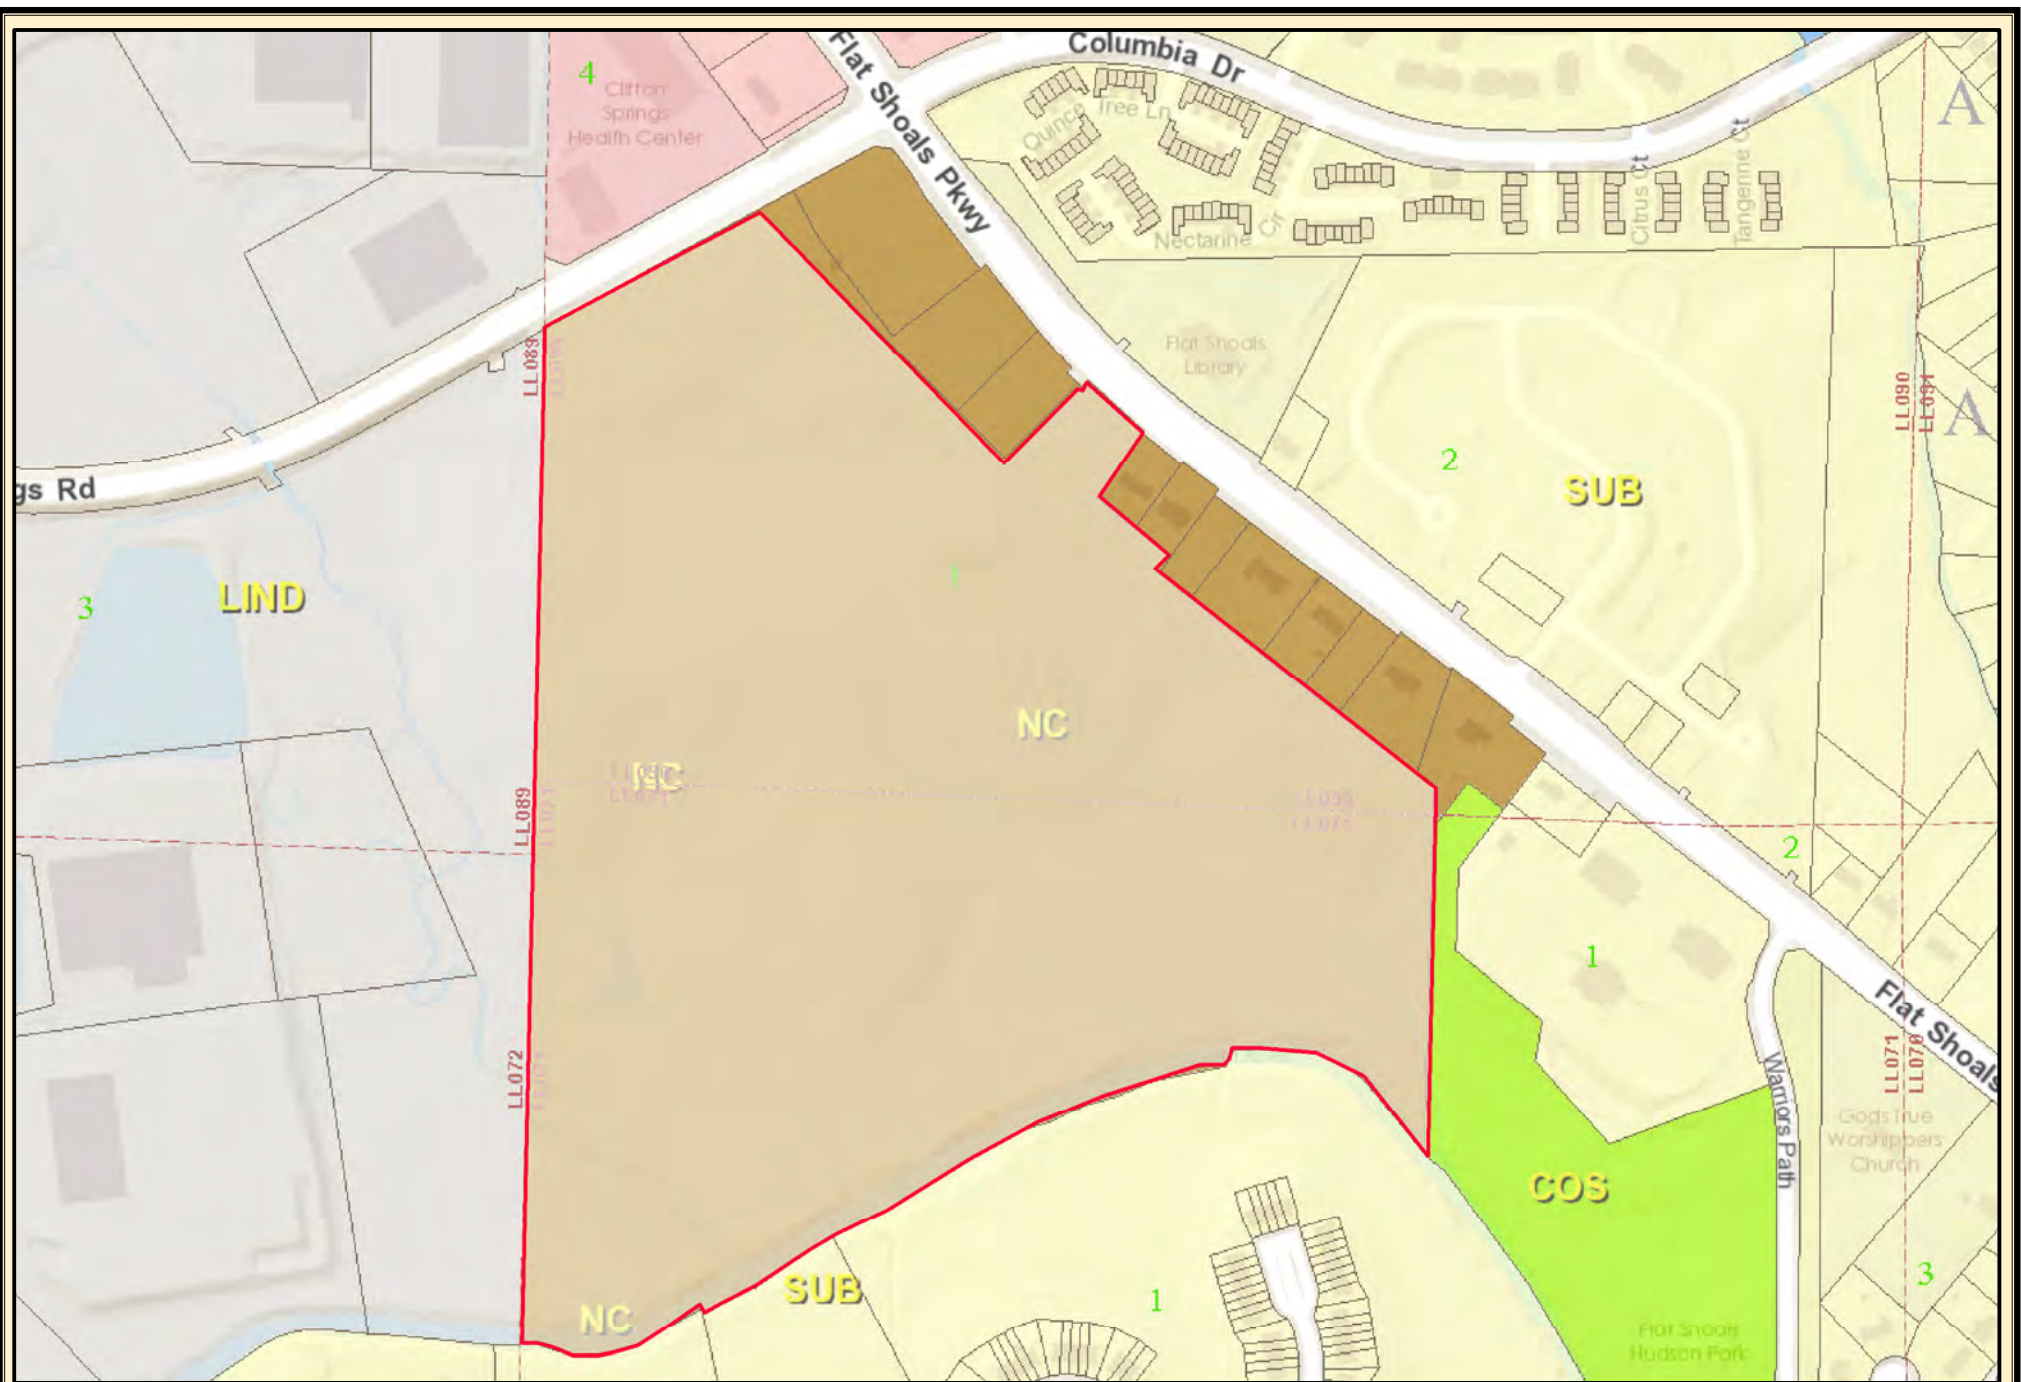 Columbia Dr
4
Clifton
Springs
Health Center
Flat Shoals Pkwy
Quince Tree Ln
A
Citrus Ct
Tangerine Ct
Nectarine Cir
Flat Shoals
Library
LL089
LL090
LL091
A
2
SUB
gs Rd
LIND
3
1
NC
NC
LL089
2
1
Flat Shoals
LL072
LL071
LL070
Warriors Path
Gods True
Worshippers
Church
COS
SUB
1
NC
3
Flat Shoals
Hudson Park